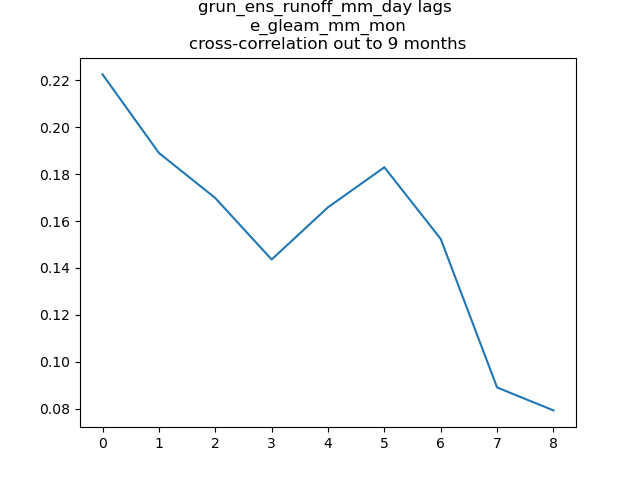 grun_ens_runoff_mm_day lags
e_gleam_mm_mon
cross-correlation out to 9 months
0.22
0.20
0.18
0.16
0.14
0.12
0.10
0.08
0 1 2 3 4 5 6 7 8